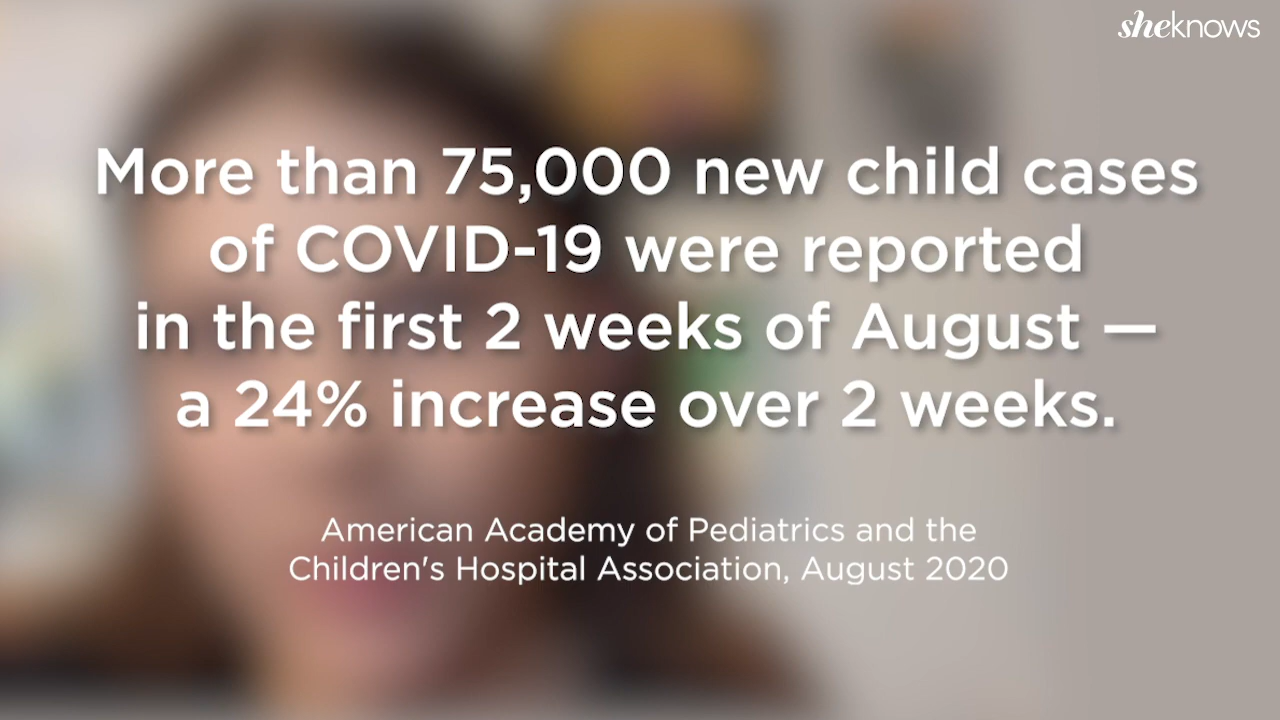 sheknows
More than 75,000 new child cases
of COVID-19 were reported
in the first 2 weeks of August —
a 24% increase over 2 weeks.
American Academy of Pediatrics and the
Children's Hospital Association, August 2020